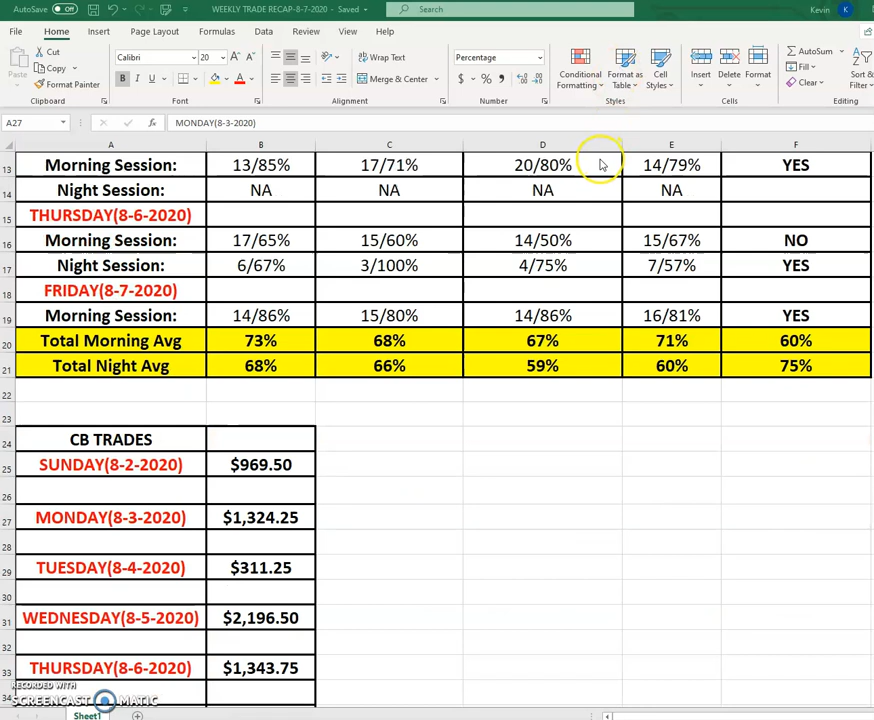 AutoSave Off WEEKLY TRADE RECAP-8-7-2020 - Saved Search Kevin K
File Home Insert Page Layout Formulas Data Review View Help
Paste Cut Copy Format Painter Clipboard
Calibri 20 A A B I U A Font
Wrap Text Merge & Center Alignment
Percentage $ % Number
Conditional Formatting Format as Table Cell Styles Styles
Insert Delete Format Cells
AutoSum Fill Clear Sort & Filter Editing
A27 fx MONDAY(8-3-2020)
A B C D E F
13 Morning Session: 13/85% 17/71% 20/80% 14/79% YES
14 Night Session: NA NA NA NA
15 THURSDAY(8-6-2020)
16 Morning Session: 17/65% 15/60% 14/50% 15/67% NO
17 Night Session: 6/67% 3/100% 4/75% 7/57% YES
18 FRIDAY(8-7-2020)
19 Morning Session: 14/86% 15/80% 14/86% 16/81% YES
20 Total Morning Avg 73% 68% 67% 71% 60%
21 Total Night Avg 68% 66% 59% 60% 75%
22
23
24 CB TRADES
25 SUNDAY(8-2-2020) $969.50
26
27 MONDAY(8-3-2020) $1,324.25
28
29 TUESDAY(8-4-2020) $311.25
30
31 WEDNESDAY(8-5-2020) $2,196.50
32
33 THURSDAY(8-6-2020) $1,343.75
34
RECORDED WITH
SCREENCAST MATIC
Sheet1